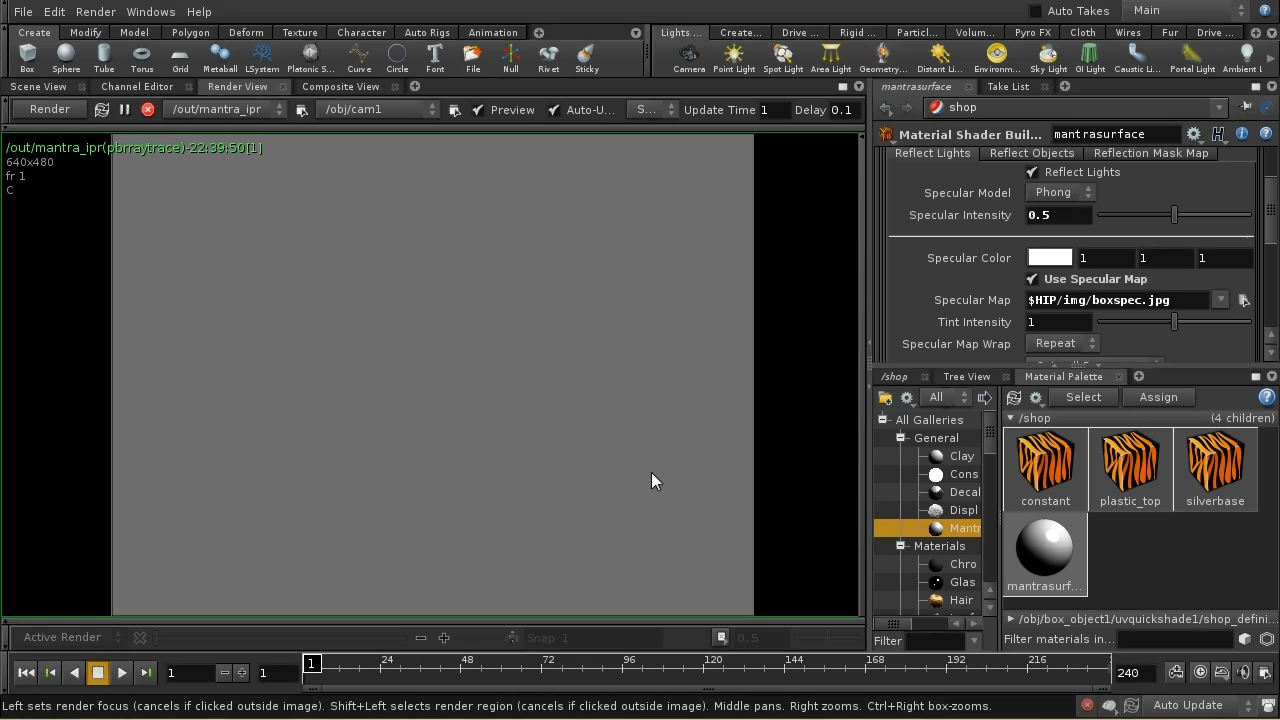 File Edit Render Windows Help Auto Takes Main
Create Modify Model Polygon Deform Texture Character Auto Rigs Animation Lights ... Create... Drive ... Rigid ... Particl... Volum... Pyro FX Cloth Wires Fur Drive ...
Box Sphere Tube Torus Grid Metaball LSystem Platonic S... Curve Circle Font File Null Rivet Sticky Camera Point Light Spot Light Area Light Geometry... Distant Li... Environm... Sky Light GI Light Caustic Li... Portal Light Ambient L
Scene View Channel Editor Render View Composite View mantrasurface Take List
Render /out/mantra_ipr /obj/cam1 Preview Auto-U... S... Update Time 1 Delay 0.1 shop
Material Shader Buil... mantrasurface
/out/mantra_ipr(pbrraytrace)-22:39:50[1]
640x480
fr 1
C
Reflect Lights Reflect Objects Reflection Mask Map
Reflect Lights
Specular Model Phong
Specular Intensity 0.5
Specular Color 1 1 1
Use Specular Map
Specular Map $HIP/img/boxspec.jpg
Tint Intensity 1
Specular Map Wrap Repeat
/shop Tree View Material Palette
All Select Assign
All Galleries
General
Clay
Cons
Decal
Displ
Mantr
Materials
Chro
Glas
Hair
Filter
/shop (4 children)
constant plastic_top silverbase
mantrasurf...
/obj/box_object1/uvquickshade1/shop_defini...
Filter materials in...
Active Render Snap 1 0.5
1 1 1 24 48 72 96 120 144 168 192 216 240
Left sets render focus (cancels if clicked outside image). Shift+Left selects render region (cancels if clicked outside image). Middle pans. Right zooms. Ctrl+Right box-zooms. Auto Update